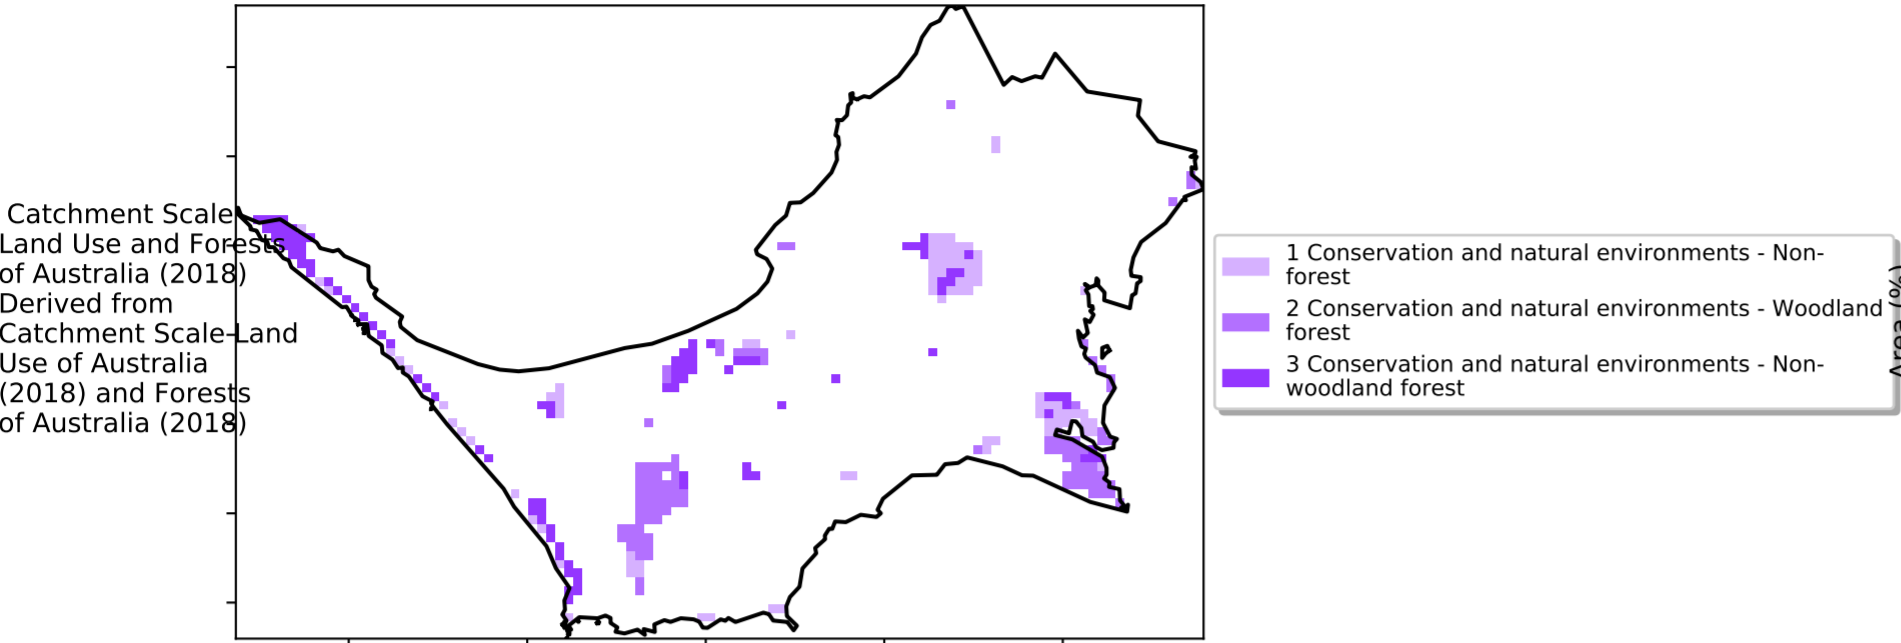 Catchment Scale
Land Use and Forests
of Australia (2018)
Derived from
Catchment Scale Land
Use of Australia
(2018) and Forests
of Australia (2018)
1 Conservation and natural environments - Non-
forest
2 Conservation and natural environments - Woodland
forest
3 Conservation and natural environments - Non-
woodland forest